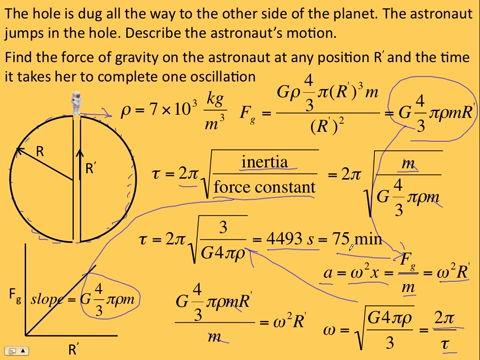 The hole is dug all the way to the other side of the planet. The astronaut
jumps in the hole. Describe the astronaut's motion.
Find the force of gravity on the astronaut at any position R' and the time
it takes her to complete one oscillation
ρ = 7×10³ kg/m³
F_g = Gρ 4/3 π(R')³ m / (R')² = G 4/3 πρmR'
R R'
τ = 2π √(inertia / force constant) = 2π √(m / (G 4/3 πρm))
τ = 2π √(3 / (G4πρ)) = 4493 s = 75 min
a = ω²x = F_g/m = ω²R'
F_g
slope = G 4/3 πρm
R'
G 4/3 πρmR' / m = ω²R'
ω = √(G4πρ / 3) = 2π/τ